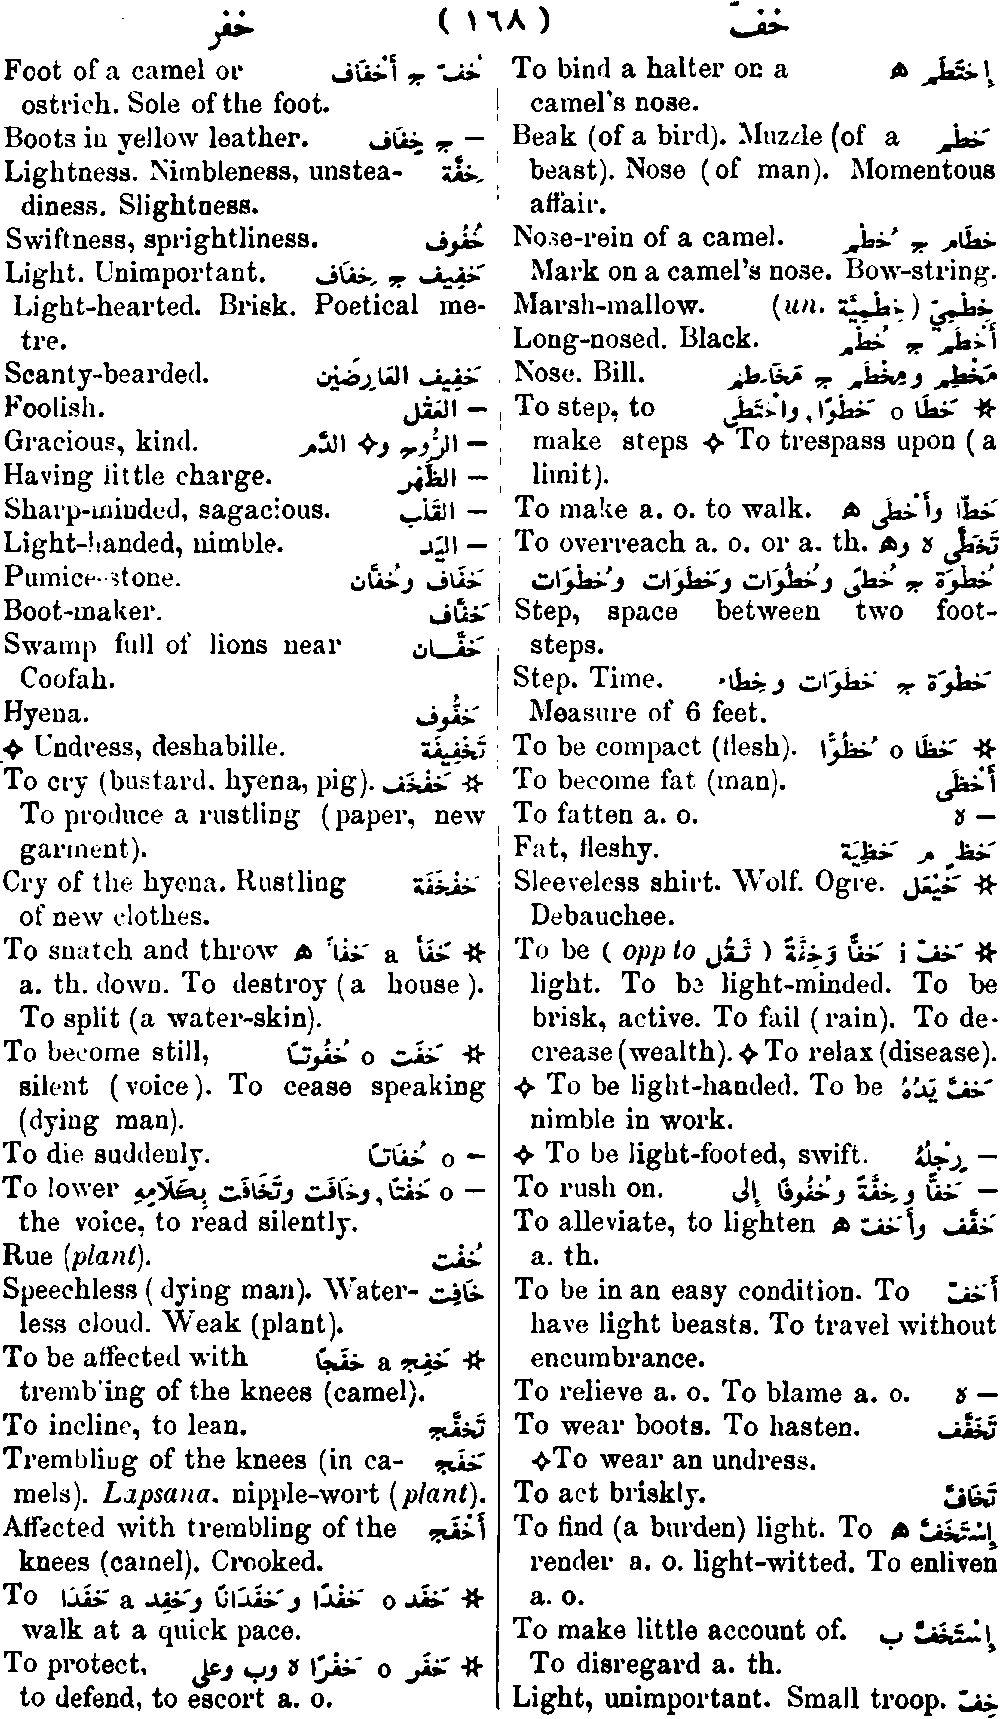 خفر ( ١٦٨ ) خفّ
To bind a halter on a إِخْتَطَم ه
camel's nose.
Beak (of a bird). Muzzle (of a خَطْم
beast). Nose (of man). Momentous
affair.
Nose-rein of a camel. خِطَام ج خُطُم
Mark on a camel's nose. Bow-string.
Marsh-mallow. (un. خِطْمِيَّة) خِطْمِيّ
Long-nosed. Black. أَخْطَم ج خُطْم
Nose. Bill. مَخْطِم ومِخْطَم ج مَخَاطِم
To step, to خَطَا o خَطْوًا, واخْتَطَى ✲
make steps ✧ To trespass upon (a
limit).
To make a. o. to walk. خَطَّا وأَخْطَى ه
To overreach a. o. or a. th. تَخَطَّى ه وه
خُطْوَة ج خُطًى وخُطْوَات وخُطَوَات وخُطُوَات
Step, space between two foot-
steps.
Step. Time. خَطْوَة ج خَطَوَات وخِطَاء
Measure of 6 feet.
To be compact (flesh). خَظَا o خُظُوًّا ✲
To become fat (man). أَخْظَى
To fatten a. o. — ه
Fat, fleshy. خَظٍ م خَظِيَة
Sleeveless shirt. Wolf. Ogre. خَيْعَل ✲
Debauchee.
To be (opp to ثَقُل) خَفَّ i خَفًّا وَخِفَّةً ✲
light. To be light-minded. To be
brisk, active. To fail (rain). To de-
crease (wealth). ✧ To relax (disease).
✧ To be light-handed. To be خَفَّ يَدُهُ
nimble in work.
✧ To be light-footed, swift. — رِجْلُهُ
To rush on. — خَفًّا وخِفَّةً وخُفُوفًا إلى
To alleviate, to lighten خَفَّف وأَخَفّ ه
a. th.
To be in an easy condition. To أَخَفّ
have light beasts. To travel without
encumbrance.
To relieve a. o. To blame a. o. — ه
To wear boots. To hasten. تَخَفَّف
✧To wear an undress.
To act briskly. تَخَافّ
To find (a burden) light. To إِسْتَخَفّ ه
render a. o. light-witted. To enliven
a. o.
To make little account of. إِسْتَخَفّ ب
To disregard a. th.
Light, unimportant. Small troop. خِفّ
Foot of a camel or خُفّ ج أَخْفَاف
ostrich. Sole of the foot.
Boots in yellow leather. — ج خِفَاف
Lightness. Nimbleness, unstea- خِفَّة
diness. Slightness.
Swiftness, sprightliness. خُفُوف
Light. Unimportant. خَفِيف ج خِفَاف
Light-hearted. Brisk. Poetical me-
tre.
Scanty-bearded. خَفِيف العَارِضَيْن
Foolish. — العَقْل
Gracious, kind. — الرُّوح و✧ الدَّم
Having little charge. — الظَّهْر
Sharp-minded, sagacious. — القَلْب
Light-handed, nimble. — اليَد
Pumice-stone. خَفَاف وخُفَّان
Boot-maker. خَفَّاف
Swamp full of lions near خَفَّان
Coofah.
Hyena. خَفُّوف
✧ Undress, deshabille. تَخْفِيفَة
To cry (bustard, hyena, pig). خَفْخَف ✲
To produce a rustling (paper, new
garment).
Cry of the hyena. Rustling خَفْخَفَة
of new clothes.
To snatch and throw خَفَأ a خَفْأً ه ✲
a. th. down. To destroy (a house).
To split (a water-skin).
To become still, خَفَت o خُفُوتًا ✲
silent (voice). To cease speaking
(dying man).
To die suddenly. — o خُفَاتًا
To lower — o خَفْتًا, وخَافَت وتَخَافَت بِكَلَامِهِ
the voice, to read silently.
Rue (plant). خُفْت
Speechless (dying man). Water- خَافِت
less cloud. Weak (plant).
To be affected with خَفِج a خَفَجًا ✲
trembling of the knees (camel).
To incline, to lean. تَخَفَّج
Trembling of the knees (in ca- خَفَج
mels). Lapsana, nipple-wort (plant).
Affected with trembling of the أَخْفَج
knees (camel). Crooked.
To خَفَد o خَفْدًا وخَفَدَانًا وخَفِد a خَفَدًا ✲
walk at a quick pace.
To protect, خَفَر o خَفْرًا ه وب وعلى ✲
to defend, to escort a. o.